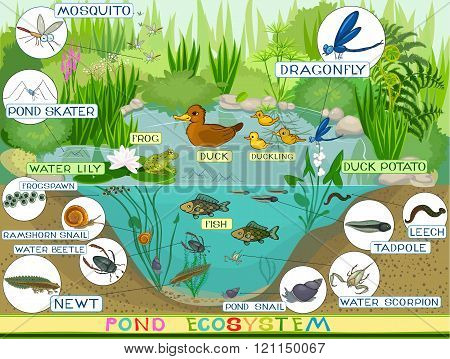 MOSQUITO
DRAGONFLY
POND SKATER
FROG
DUCK
DUCKLING
WATER LILY
DUCK POTATO
FROGSPAWN
RAMSHORN SNAIL
WATER BEETLE
FISH
LEECH
TADPOLE
NEWT
POND SNAIL
WATER SCORPION
POND ECOSYSTEM